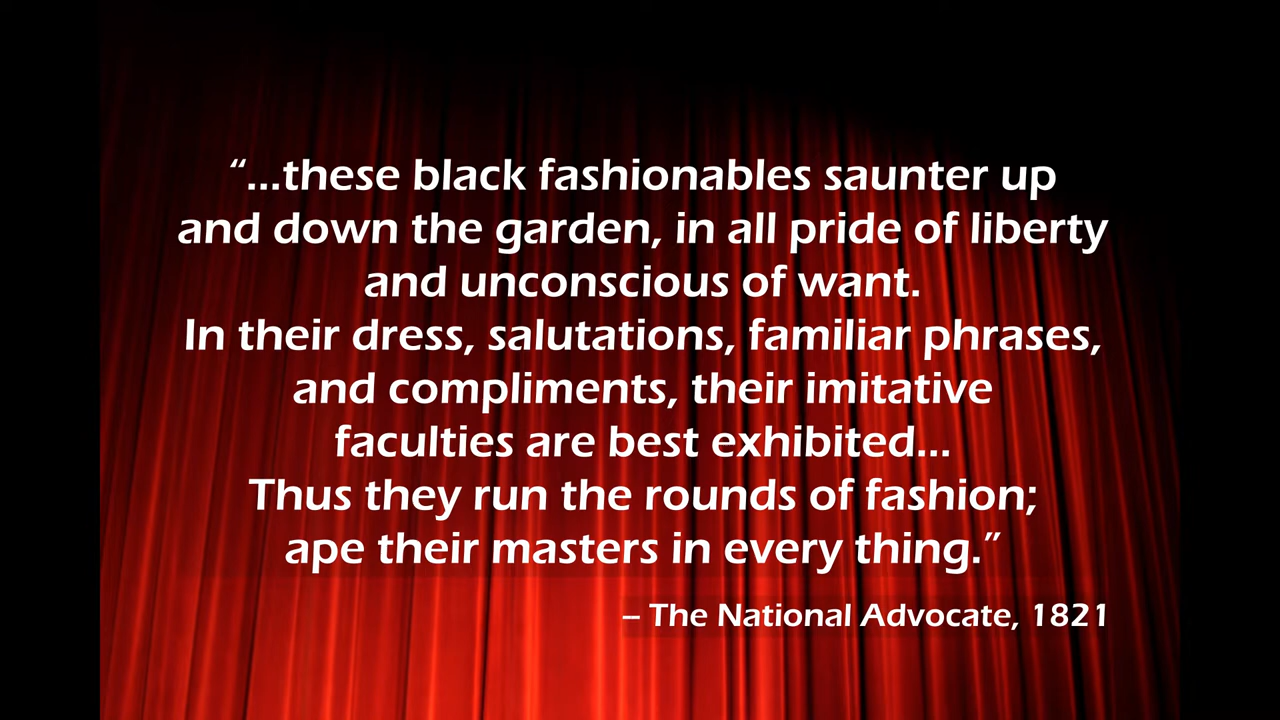 “...these black fashionables saunter up
and down the garden, in all pride of liberty
and unconscious of want.
In their dress, salutations, familiar phrases,
and compliments, their imitative
faculties are best exhibited...
Thus they run the rounds of fashion;
ape their masters in every thing.”
– The National Advocate, 1821